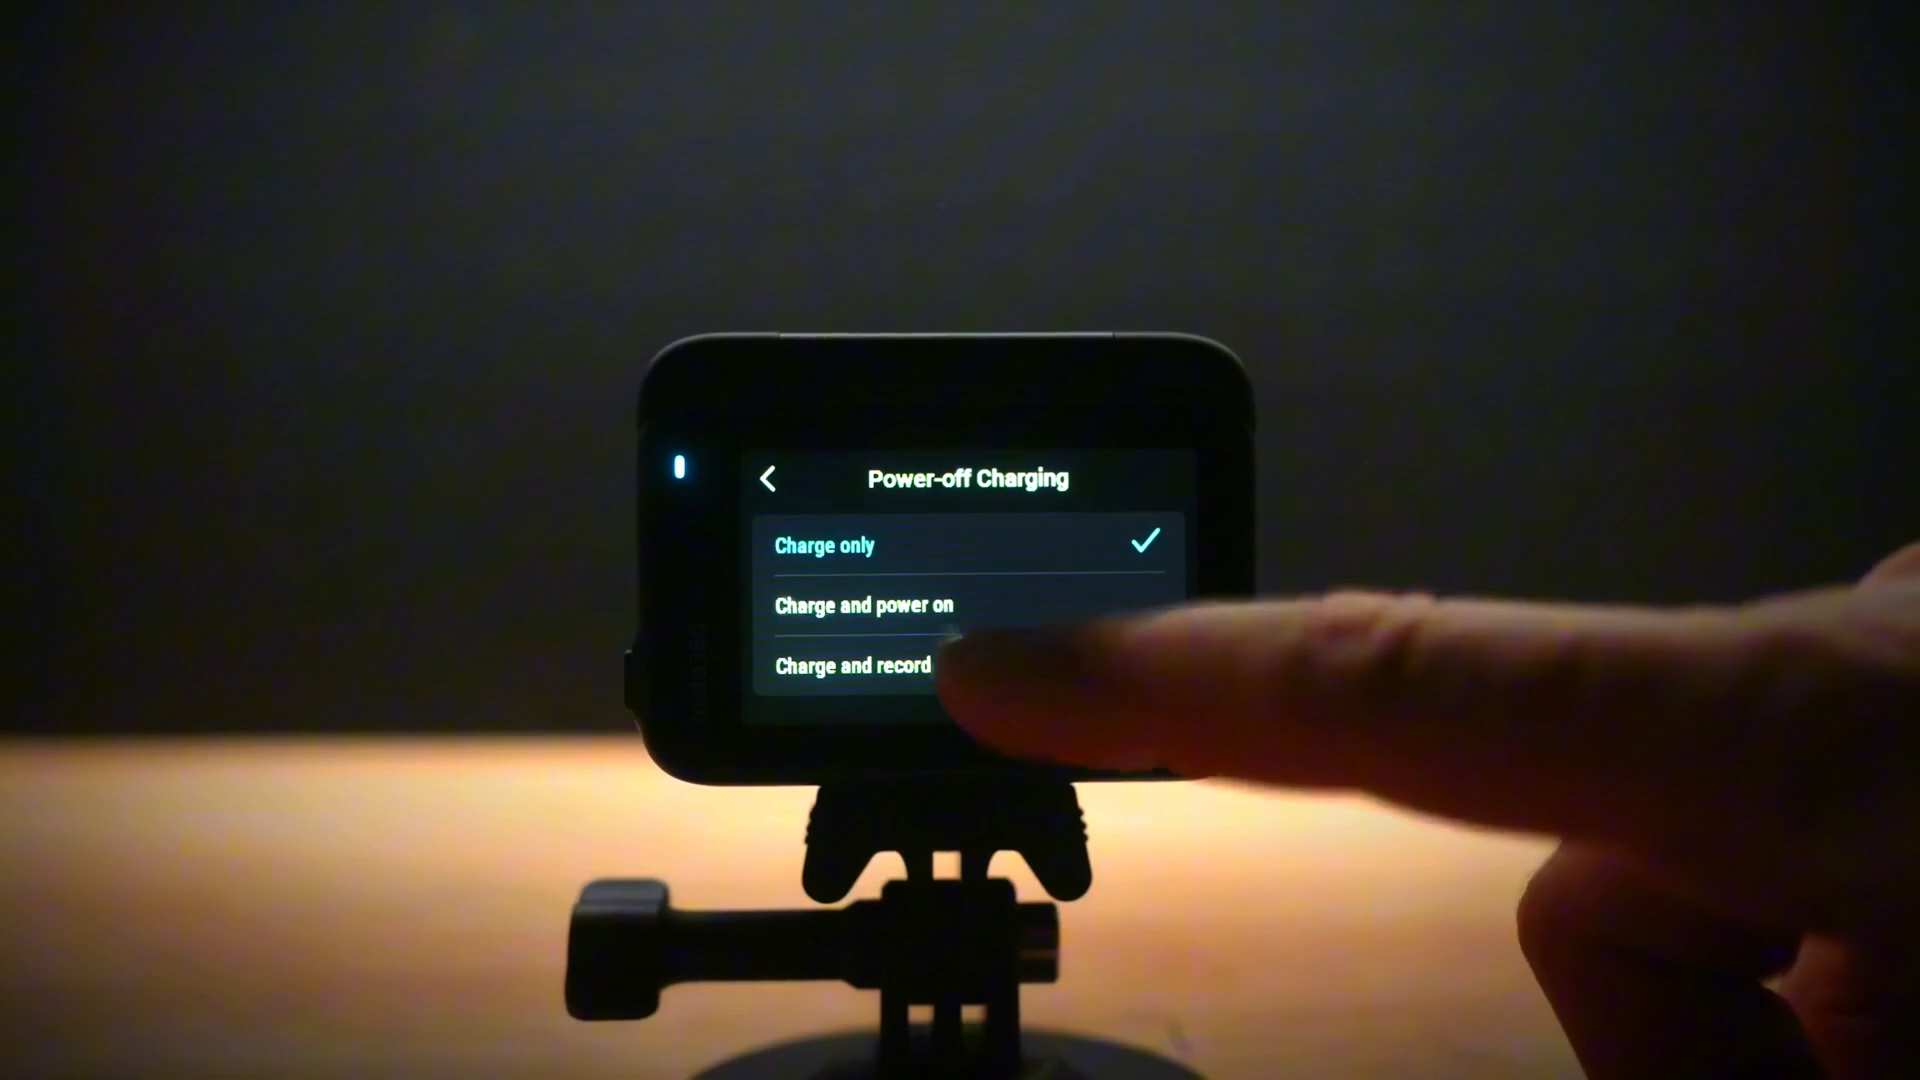 Power-off Charging
Charge only
Charge and power on
Charge and record